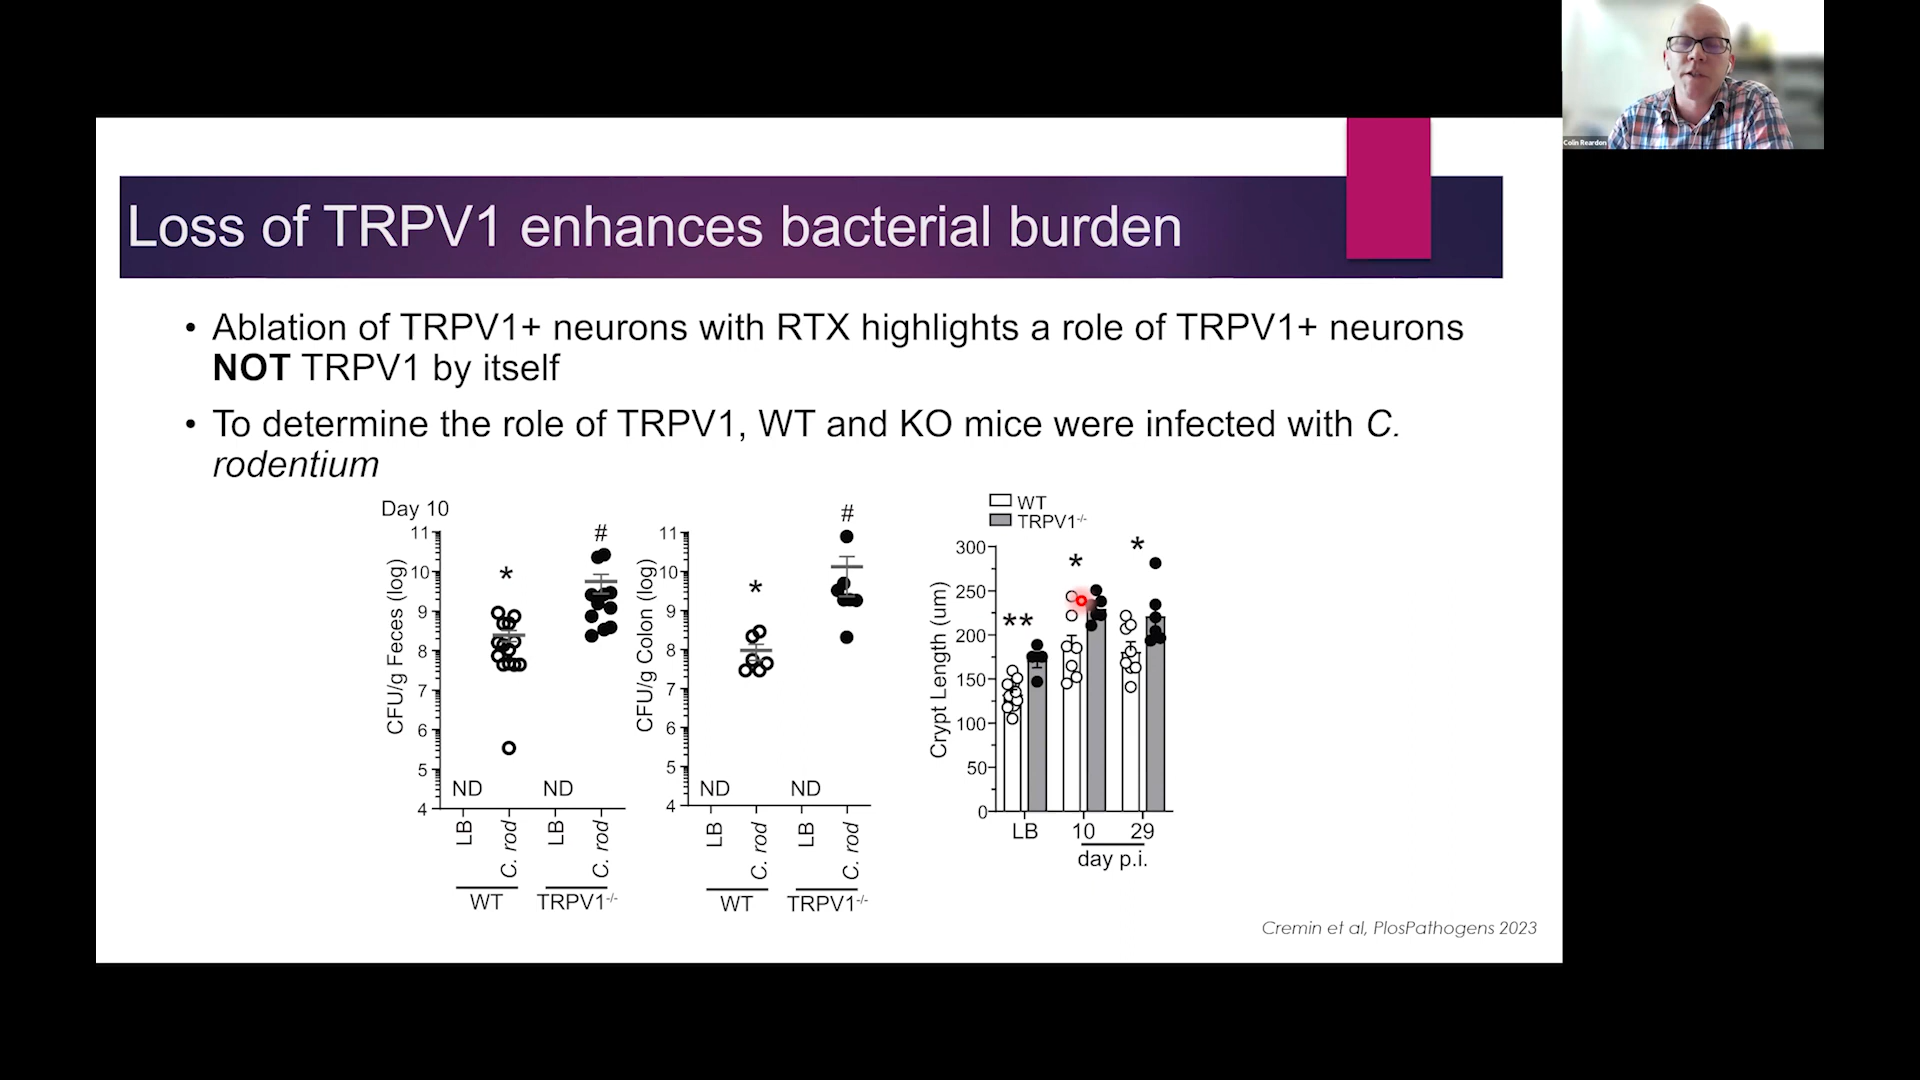 Colin Reardon
Loss of TRPV1 enhances bacterial burden
• Ablation of TRPV1+ neurons with RTX highlights a role of TRPV1+ neurons
NOT TRPV1 by itself
• To determine the role of TRPV1, WT and KO mice were infected with C.
rodentium
Day 10
CFU/g Feces (log)
11
10
9
8
7
6
5
4
*
#
ND
ND
LB
C. rod
LB
C. rod
WT
TRPV1-/-
CFU/g Colon (log)
11
10
9
8
7
6
5
4
*
#
ND
ND
LB
C. rod
LB
C. rod
WT
TRPV1-/-
WT
TRPV1-/-
Crypt Length (um)
300
250
200
150
100
50
0
**
*
*
LB
10
29
day p.i.
Cremin et al, PlosPathogens 2023